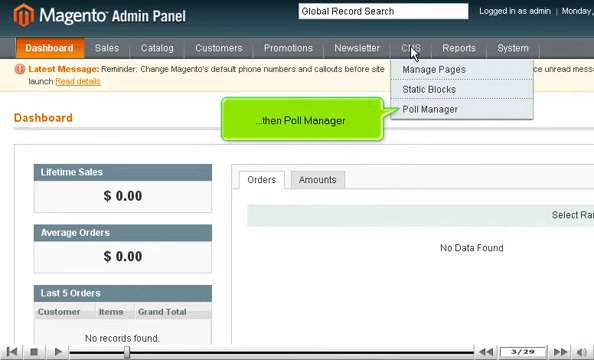 Magento® Admin Panel
Global Record Search
Logged in as admin | Monday,
Dashboard Sales Catalog Customers Promotions Newsletter CMS Reports System
Latest Message: Reminder: Change Magento's default phone numbers and callouts before site
ce unread messa
launch Read details
Manage Pages
Static Blocks
Poll Manager
...then Poll Manager
Dashboard
Lifetime Sales
$ 0.00
Average Orders
$ 0.00
Last 5 Orders
Customer Items Grand Total
No records found.
Orders Amounts
Select Ra
No Data Found
3/29